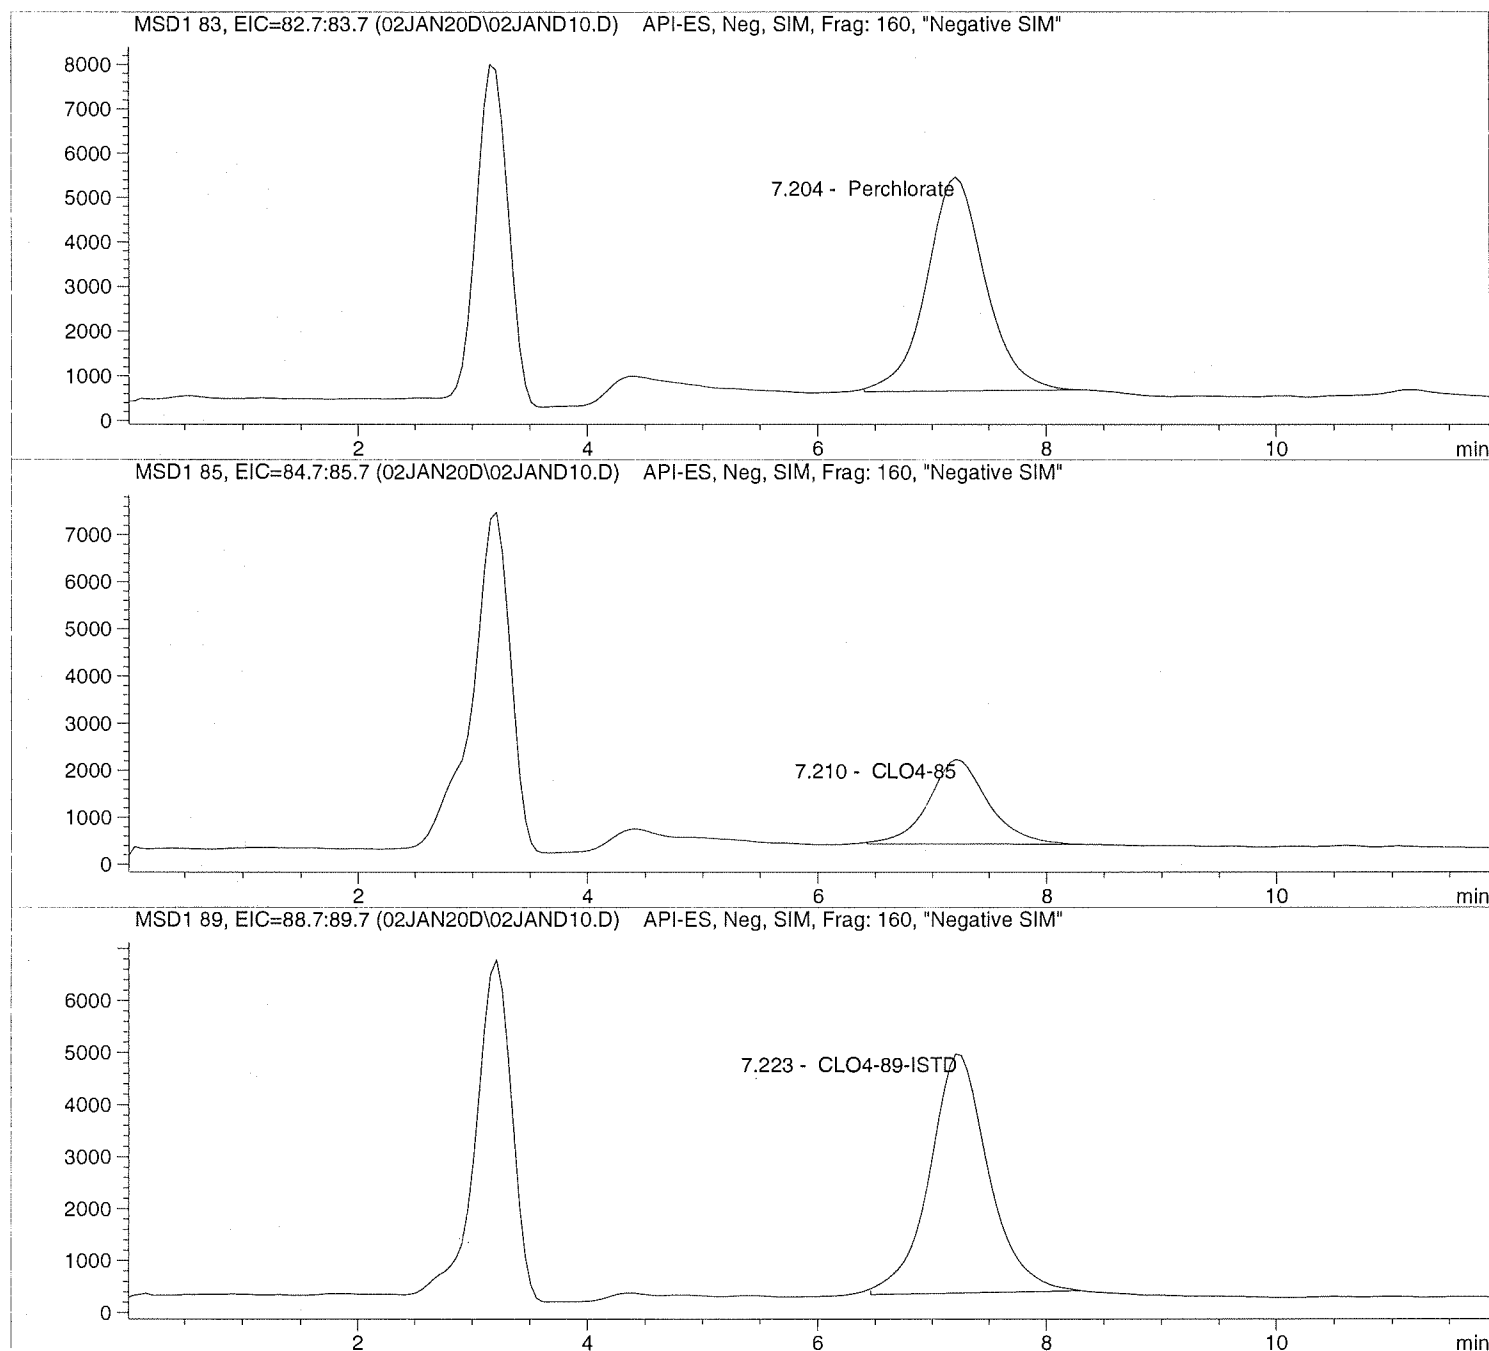 MSD1 83, EIC=82.7:83.7 (02JAN20D\02JAND10.D) API-ES, Neg, SIM, Frag: 160, "Negative SIM"
8000
7000
6000
7.204 - Perchlorate
5000
4000
3000
2000
1000
0
2 4 6 8 10 min
MSD1 85, EIC=84.7:85.7 (02JAN20D\02JAND10.D) API-ES, Neg, SIM, Frag: 160, "Negative SIM"
7000
6000
5000
4000
3000
2000
7.210 - CLO4-85
1000
0
2 4 6 8 10 min
MSD1 89, EIC=88.7:89.7 (02JAN20D\02JAND10.D) API-ES, Neg, SIM, Frag: 160, "Negative SIM"
6000
5000
7.223 - CLO4-89-ISTD
4000
3000
2000
1000
0
2 4 6 8 10 min